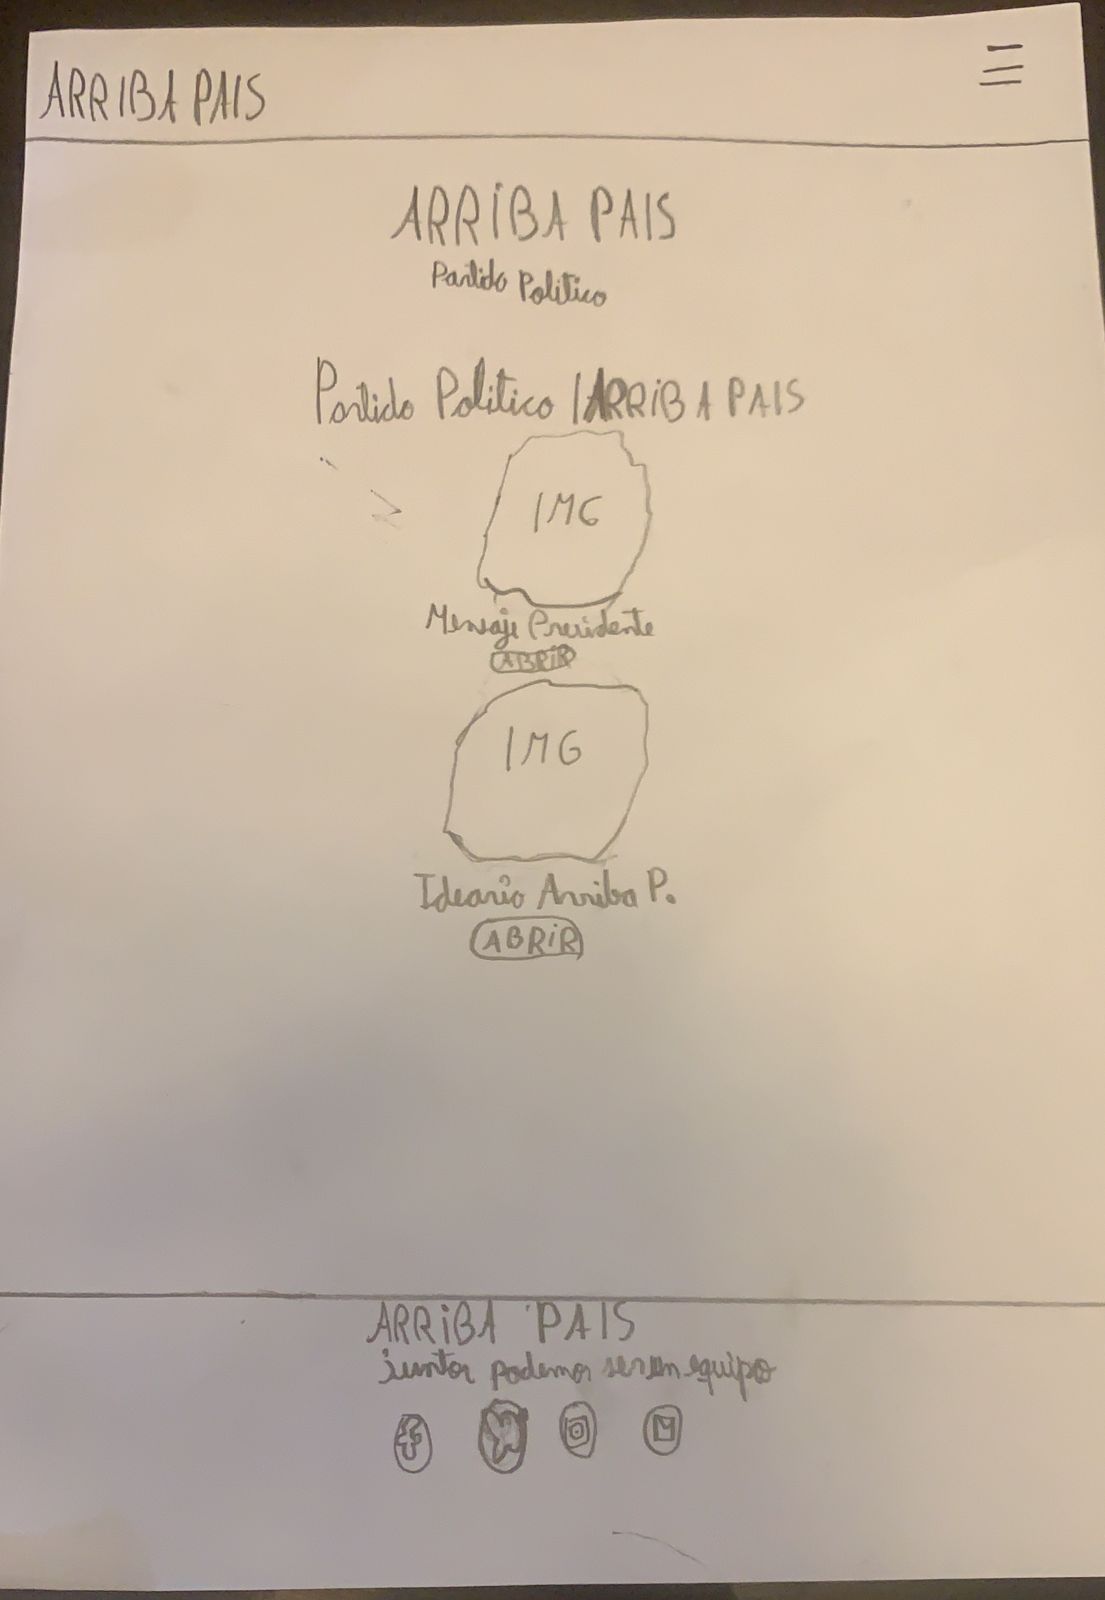 ARRIBA PAIS
ARRIBA PAIS
Partido Politico
Partido Politico | ARRIBA PAIS
IMG
Mensaje Presidente
ABRIR
IMG
Ideario Arriba P.
ABRIR
ARRIBA PAIS
juntos podemos ser un equipo